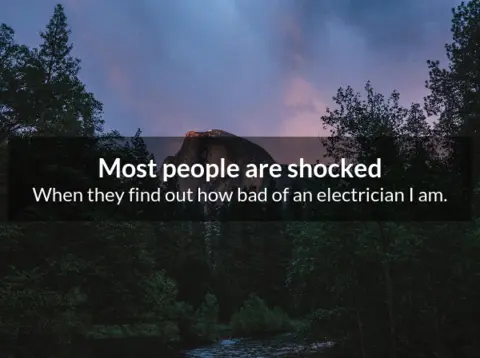 Most people are shocked
When they find out how bad of an electrician I am.